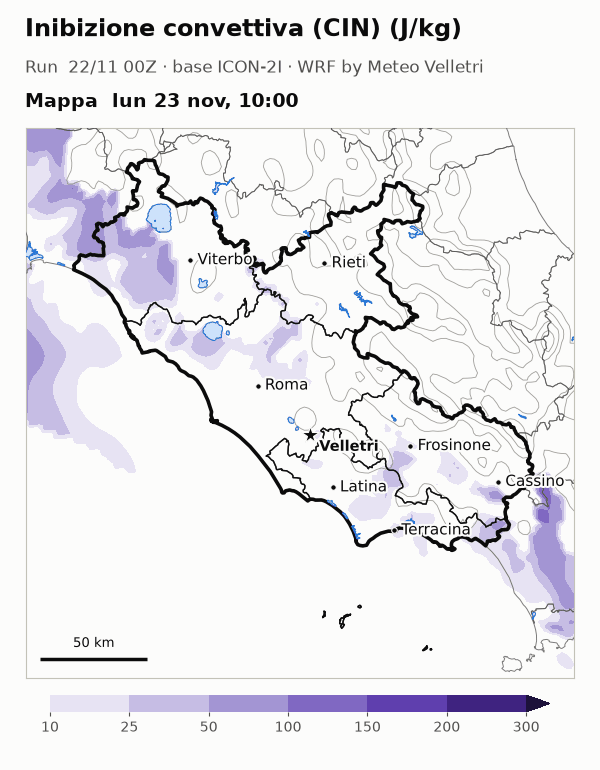 Inibizione convettiva (CIN) (J/kg)
Run  22/11 00Z · base ICON-2I · WRF by Meteo Velletri
Mappa  lun 23 nov, 10:00
Viterbo
Rieti
Roma
Velletri
Frosinone
Latina
Cassino
Terracina
50 km
10 25 50 100 150 200 300